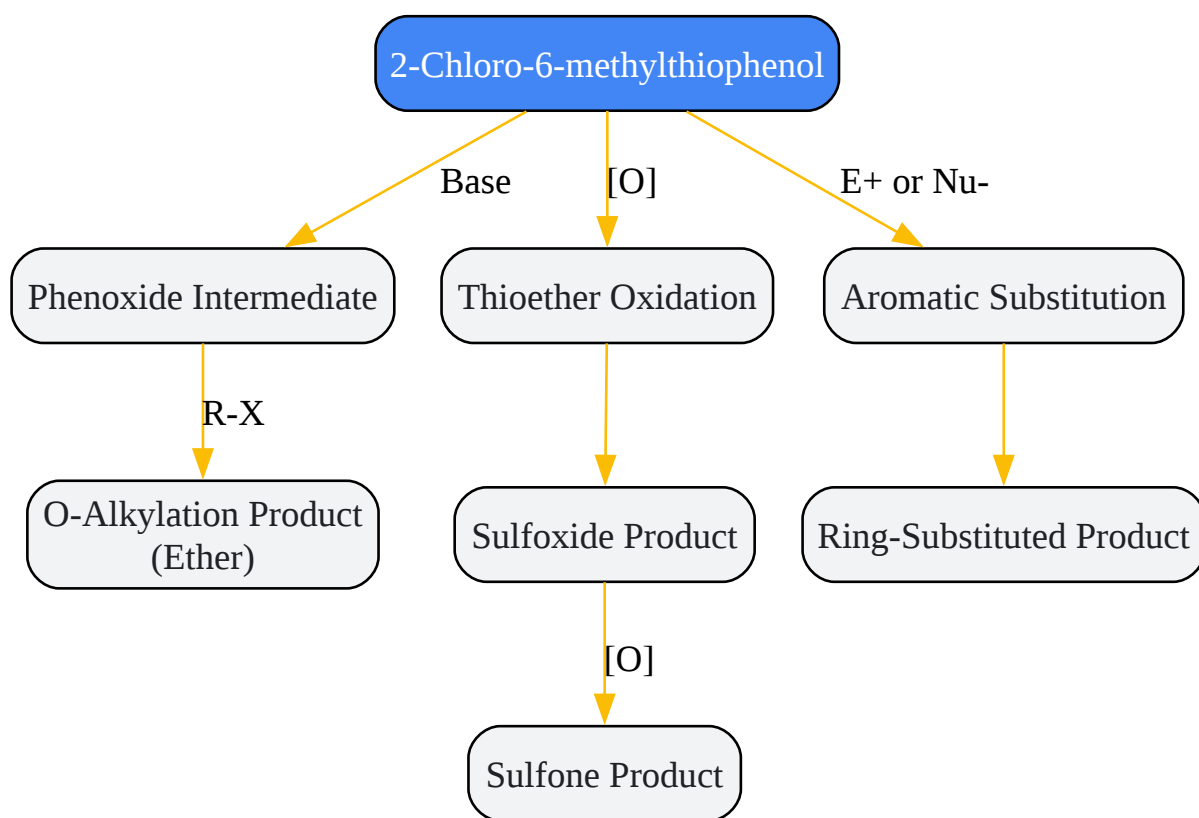 2-Chloro-6-methylthiophenol
Base
[O]
E+ or Nu-
Phenoxide Intermediate
Thioether Oxidation
Aromatic Substitution
R-X
O-Alkylation Product
(Ether)
Sulfoxide Product
Ring-Substituted Product
[O]
Sulfone Product